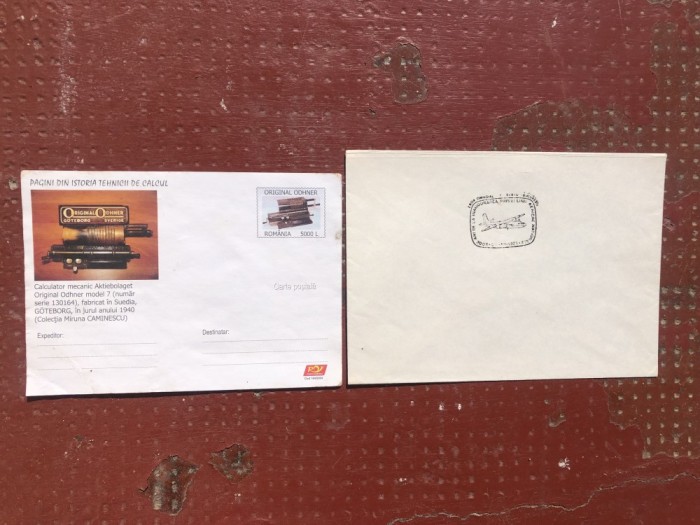 PAGINI DIN ISTORIA TEHNICII DE CALCUL
ORIGINAL ODHNER
GÖTEBORG SVERIGE
ORIGINAL ODHNER
ROMÂNIA 5000 L
Carte poştală
Calculator mecanic Aktiebolaget
Original Odhner model 7 (număr
serie 130164), fabricat în Suedia,
GÖTEBORG, în jurul anului 1940
(Colecţia Miruna CAMINESCU)
Expeditor:
Destinatar: